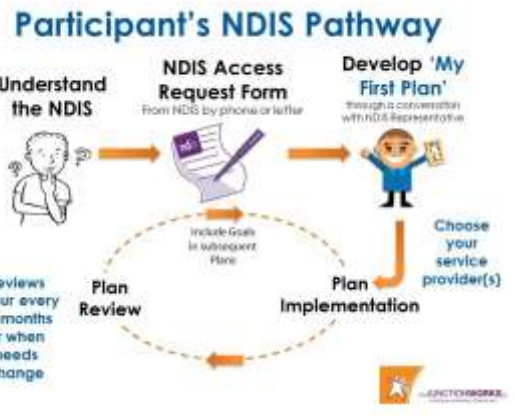 Participant's NDIS Pathway
Understand
the NDIS
NDIS Access
Request Form
From NDIS by phone or letter
Develop 'My
First Plan'
through a conversation
with NDIS Representative
Include Goals
in subsequent
Plans
Choose
your
service
provider(s)
Plan
Review
Plan
Implementation
eviews
ur every
months
when
needs
hange
JUNCTIONWORKS